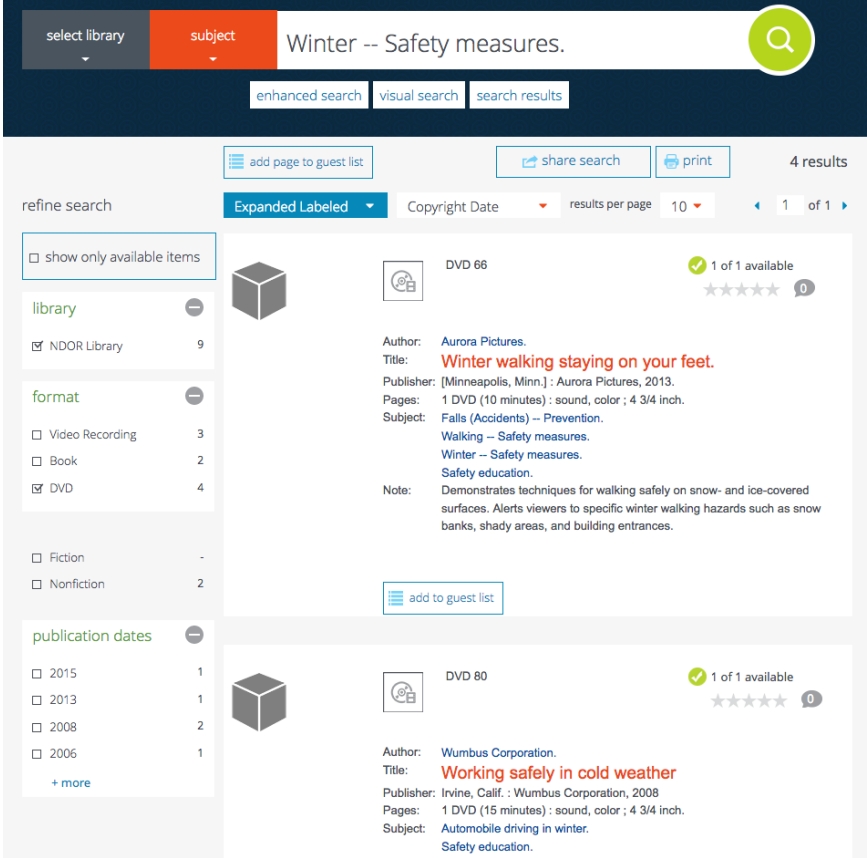 select library
subject
Winter -- Safety measures.
enhanced search
visual search
search results
add page to guest list
share search
print
4 results
refine search
Expanded Labeled
Copyright Date
results per page
10
1
of 1
show only available items
library
NDOR Library 9
format
Video Recording 3
Book 2
DVD 4
Fiction -
Nonfiction 2
publication dates
2015 1
2013 1
2008 2
2006 1
+ more
DVD 66
1 of 1 available
0
Author: Aurora Pictures.
Title: Winter walking staying on your feet.
Publisher: [Minneapolis, Minn.] : Aurora Pictures, 2013.
Pages: 1 DVD (10 minutes) : sound, color ; 4 3/4 inch.
Subject: Falls (Accidents) -- Prevention.
Walking -- Safety measures.
Winter -- Safety measures.
Safety education.
Note: Demonstrates techniques for walking safely on snow- and ice-covered
surfaces. Alerts viewers to specific winter walking hazards such as snow
banks, shady areas, and building entrances.
add to guest list
DVD 80
1 of 1 available
0
Author: Wumbus Corporation.
Title: Working safely in cold weather
Publisher: Irvine, Calif. : Wumbus Corporation, 2008
Pages: 1 DVD (15 minutes) : sound, color ; 4 3/4 inch.
Subject: Automobile driving in winter.
Safety education.